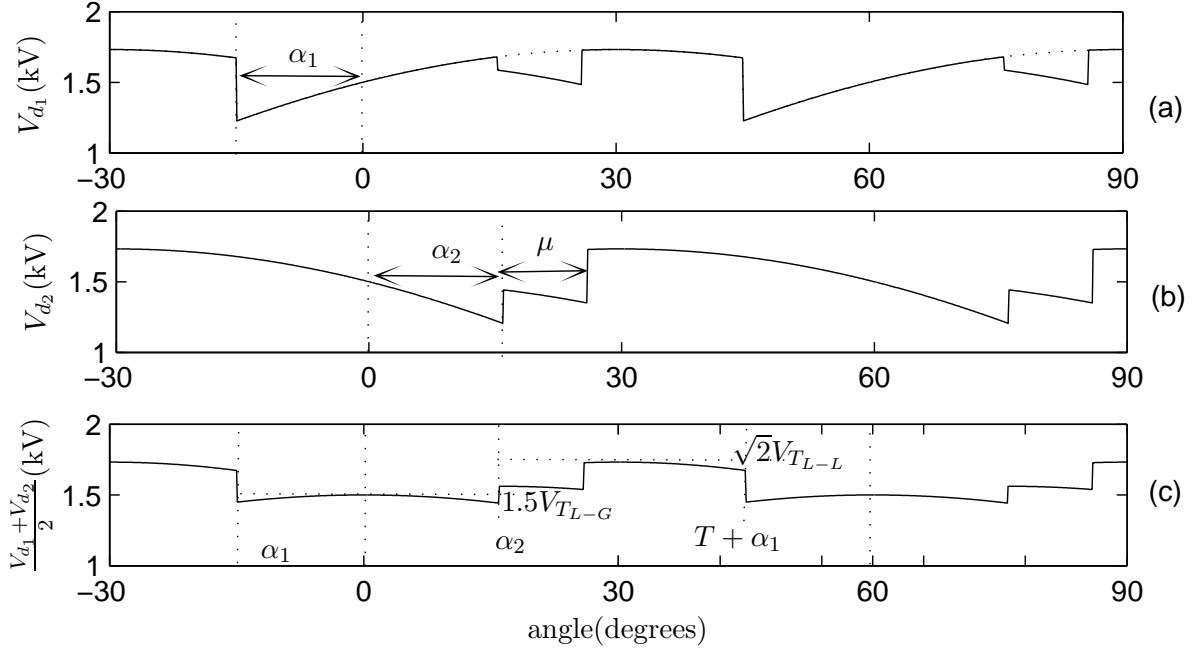 2
1.5
1
V_{d_1}(kV)
α_1
(a)
−30 0 30 60 90
2
1.5
1
V_{d_2}(kV)
α_2
μ
(b)
−30 0 30 60 90
2
1.5
1
\frac{V_{d_1}+V_{d_2}}{2}(kV)
√2V_{T_{L−L}}
1.5V_{T_{L−G}}
(c)
α_1
α_2
T + α_1
−30 0 30 60 90
angle(degrees)